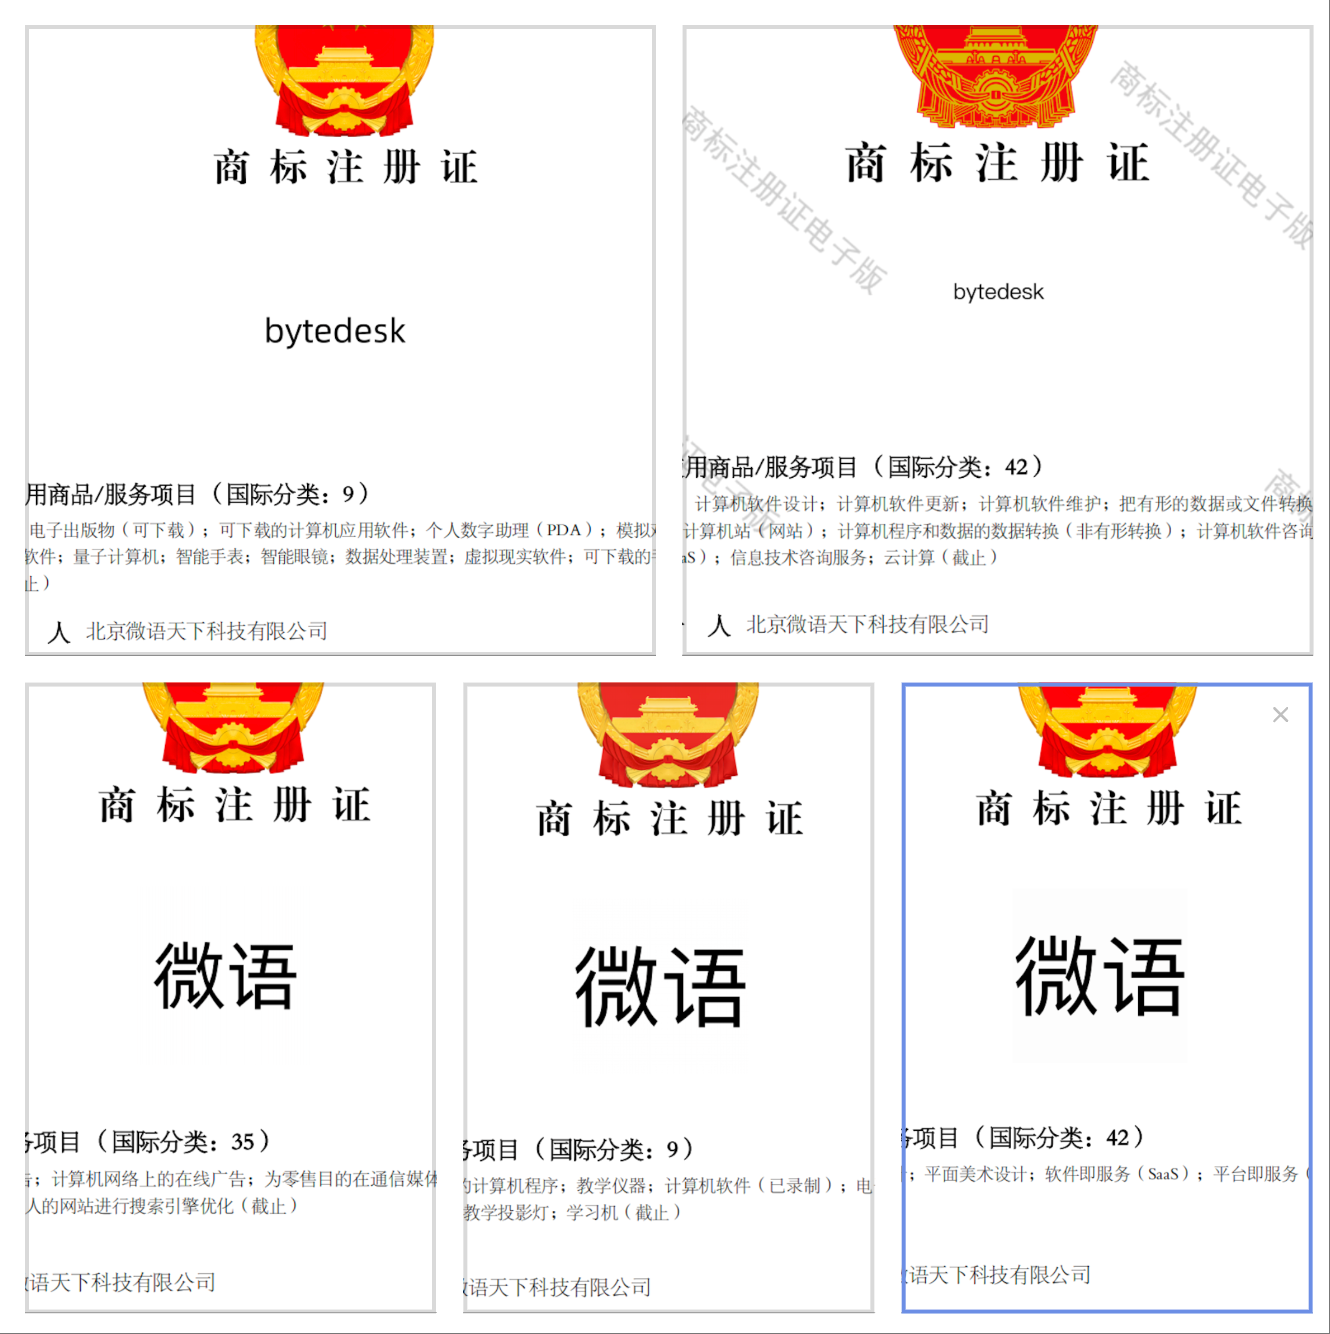 商标注册证
bytedesk
用商品/服务项目（国际分类：9）
电子出版物（可下载）；可下载的计算机应用软件；个人数字助理（PDA）；模拟
软件；量子计算机；智能手表；智能眼镜；数据处理装置；虚拟现实软件；可下载的
止）
人 北京微语天下科技有限公司
商标注册证
商标注册证电子版
商标注册证电子版
bytedesk
用商品/服务项目（国际分类：42）
计算机软件设计；计算机软件更新；计算机软件维护；把有形的数据或文件转换
计算机站（网站）；计算机程序和数据的数据转换（非有形转换）；计算机软件咨询
aS）；信息技术咨询服务；云计算（截止）
证电子版
商标
人 北京微语天下科技有限公司
商标注册证
微语
务项目（国际分类：35）
告；计算机网络上的在线广告；为零售目的在通信媒体
人的网站进行搜索引擎优化（截止）
微语天下科技有限公司
商标注册证
微语
务项目（国际分类：9）
的计算机程序；教学仪器；计算机软件（已录制）；电
教学投影灯；学习机（截止）
微语天下科技有限公司
商标注册证
微语
务项目（国际分类：42）
；平面美术设计；软件即服务（SaaS）；平台即服务（
语天下科技有限公司